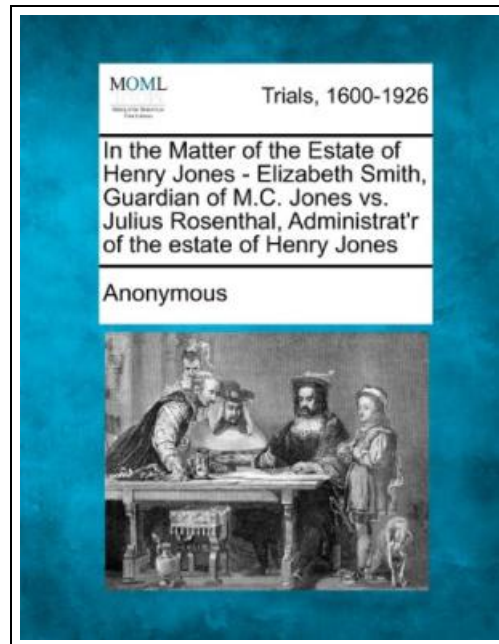 MOML
Trials, 1600-1926
In the Matter of the Estate of
Henry Jones - Elizabeth Smith,
Guardian of M.C. Jones vs.
Julius Rosenthal, Administrat'r
of the estate of Henry Jones
Anonymous